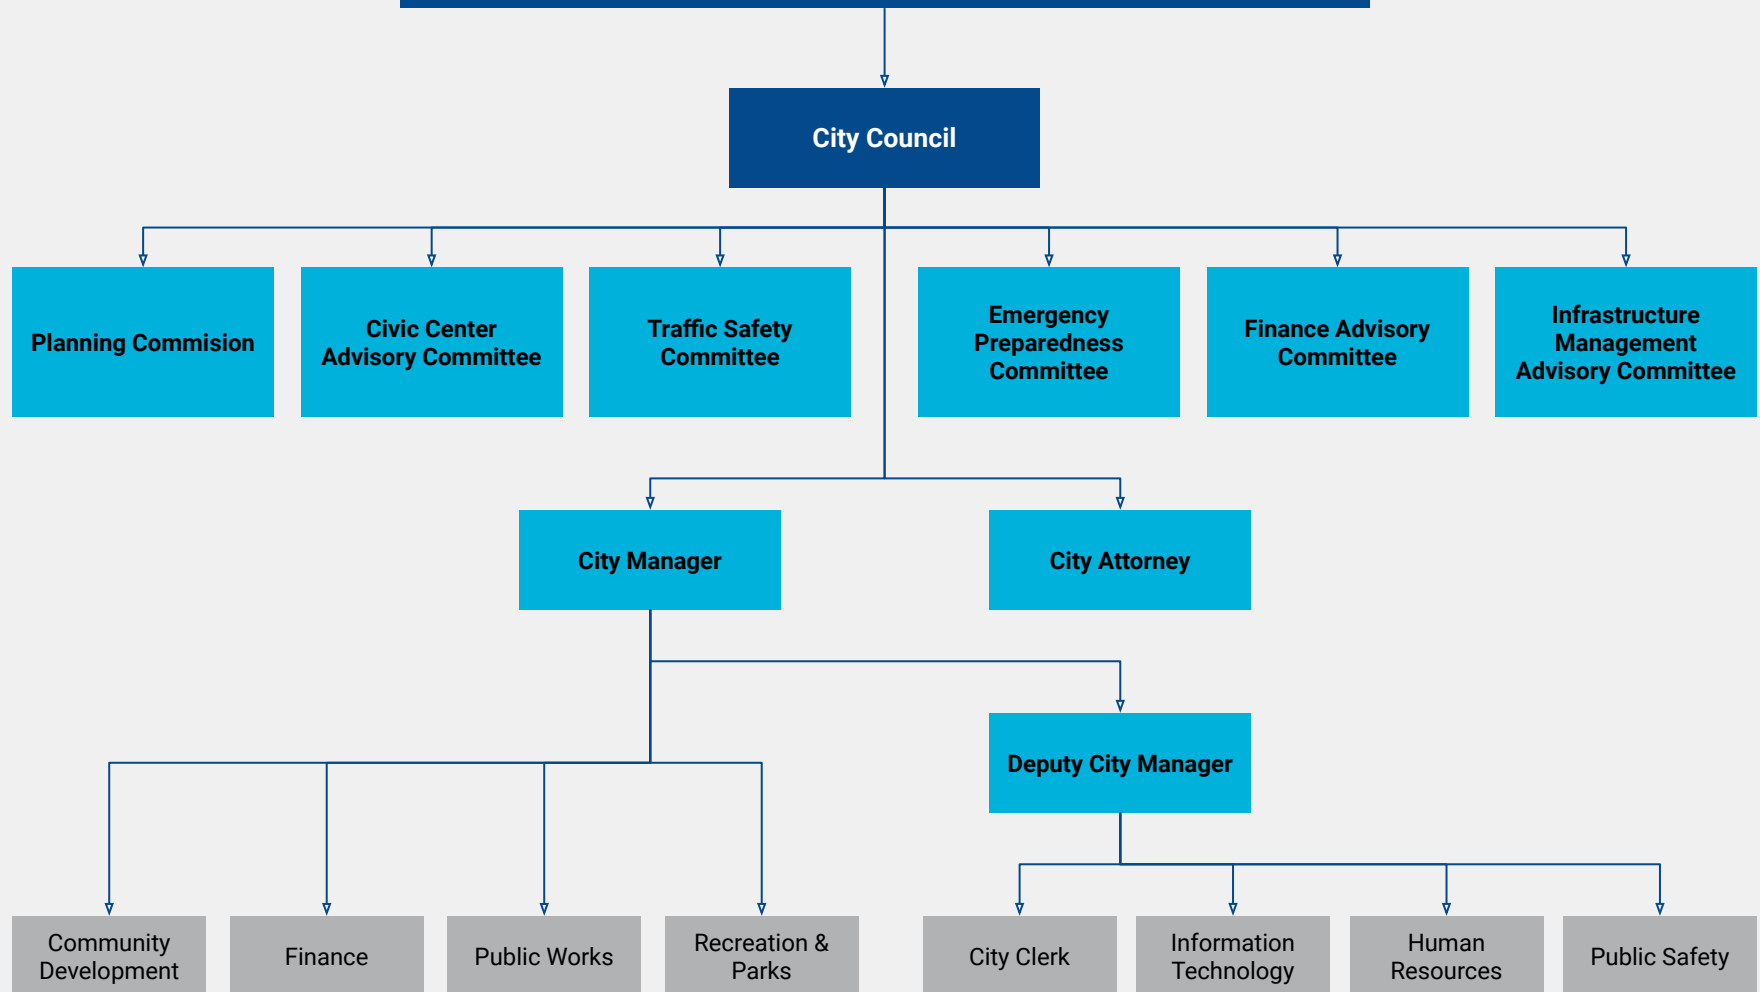 City Council
Planning Commision
Civic Center
Advisory Committee
Traffic Safety
Committee
Emergency
Preparedness
Committee
Finance Advisory
Committee
Infrastructure
Management
Advisory Committee
City Manager
City Attorney
Deputy City Manager
Community
Development
Finance
Public Works
Recreation &
Parks
City Clerk
Information
Technology
Human
Resources
Public Safety